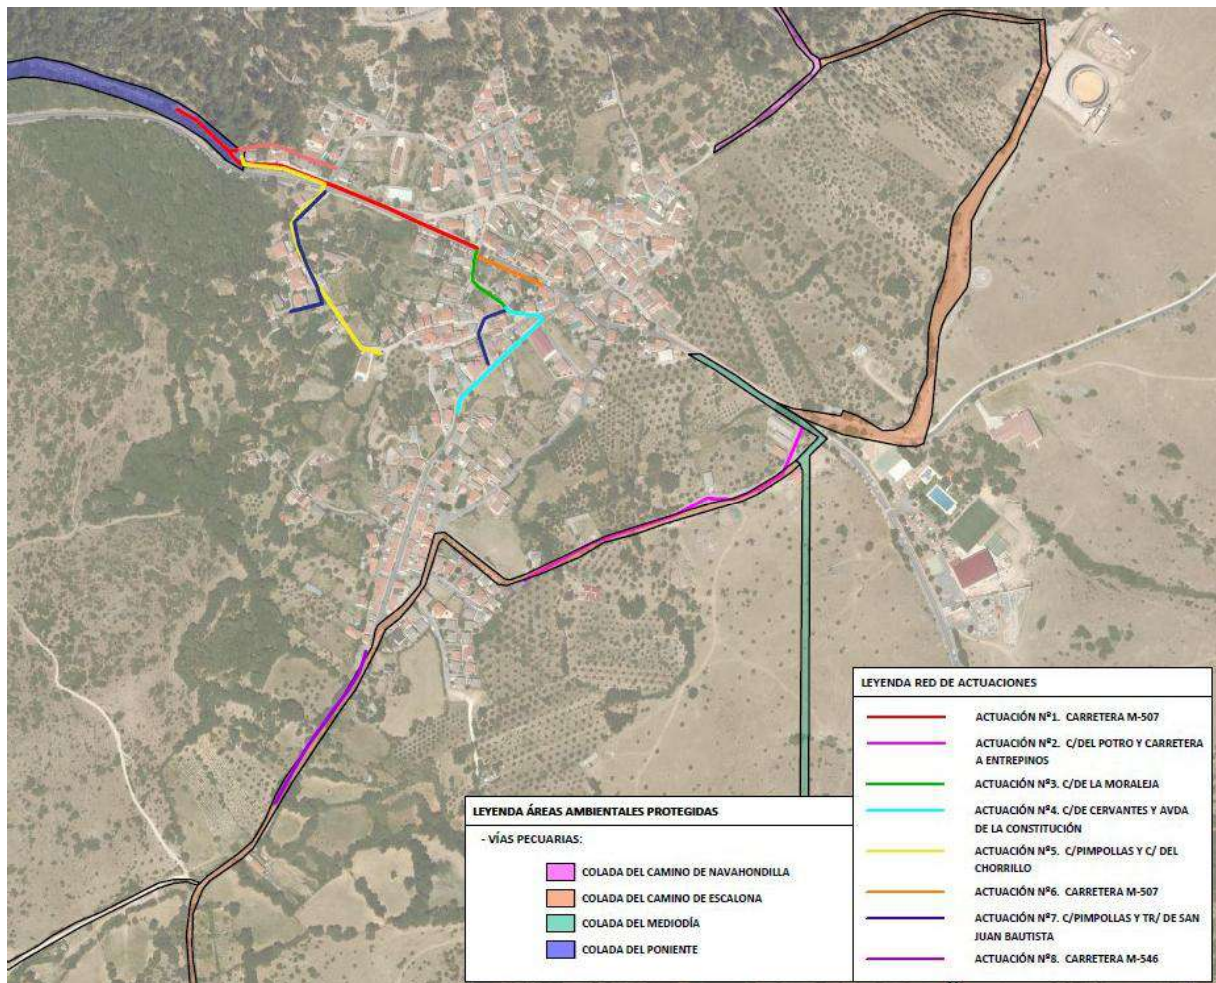 LEYENDA RED DE ACTUACIONES
ACTUACIÓN Nº1. CARRETERA M-507
ACTUACIÓN Nº2. C/DEL POTRO Y CARRETERA
A ENTREPINOS
ACTUACIÓN Nº3. C/DE LA MORALEJA
ACTUACIÓN Nº4. C/DE CERVANTES Y AVDA
DE LA CONSTITUCIÓN
ACTUACIÓN Nº5. C/PIMPOLLAS Y C/ DEL
CHORRILLO
ACTUACIÓN Nº6. CARRETERA M-507
ACTUACIÓN Nº7. C/PIMPOLLAS Y TR/ DE SAN
JUAN BAUTISTA
ACTUACIÓN Nº8. CARRETERA M-546
LEYENDA ÁREAS AMBIENTALES PROTEGIDAS
- VÍAS PECUARIAS:
COLADA DEL CAMINO DE NAVAHONDILLA
COLADA DEL CAMINO DE ESCALONA
COLADA DEL MEDIODÍA
COLADA DEL PONIENTE